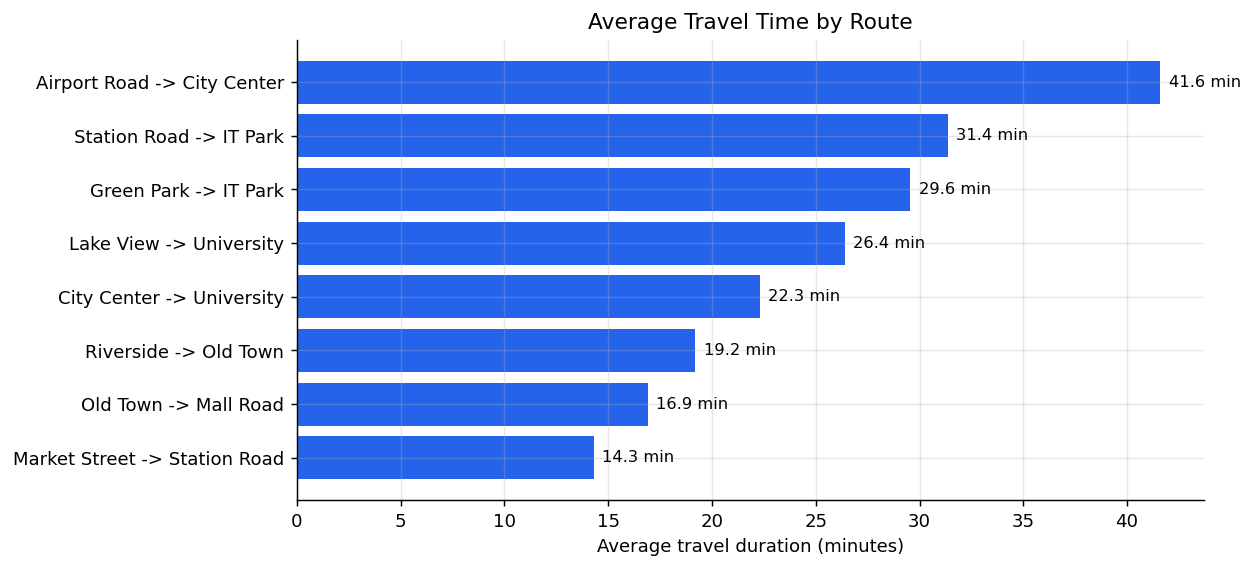 Average Travel Time by Route
Airport Road -> City Center 41.6 min
Station Road -> IT Park 31.4 min
Green Park -> IT Park 29.6 min
Lake View -> University 26.4 min
City Center -> University 22.3 min
Riverside -> Old Town 19.2 min
Old Town -> Mall Road 16.9 min
Market Street -> Station Road 14.3 min
0 5 10 15 20 25 30 35 40
Average travel duration (minutes)